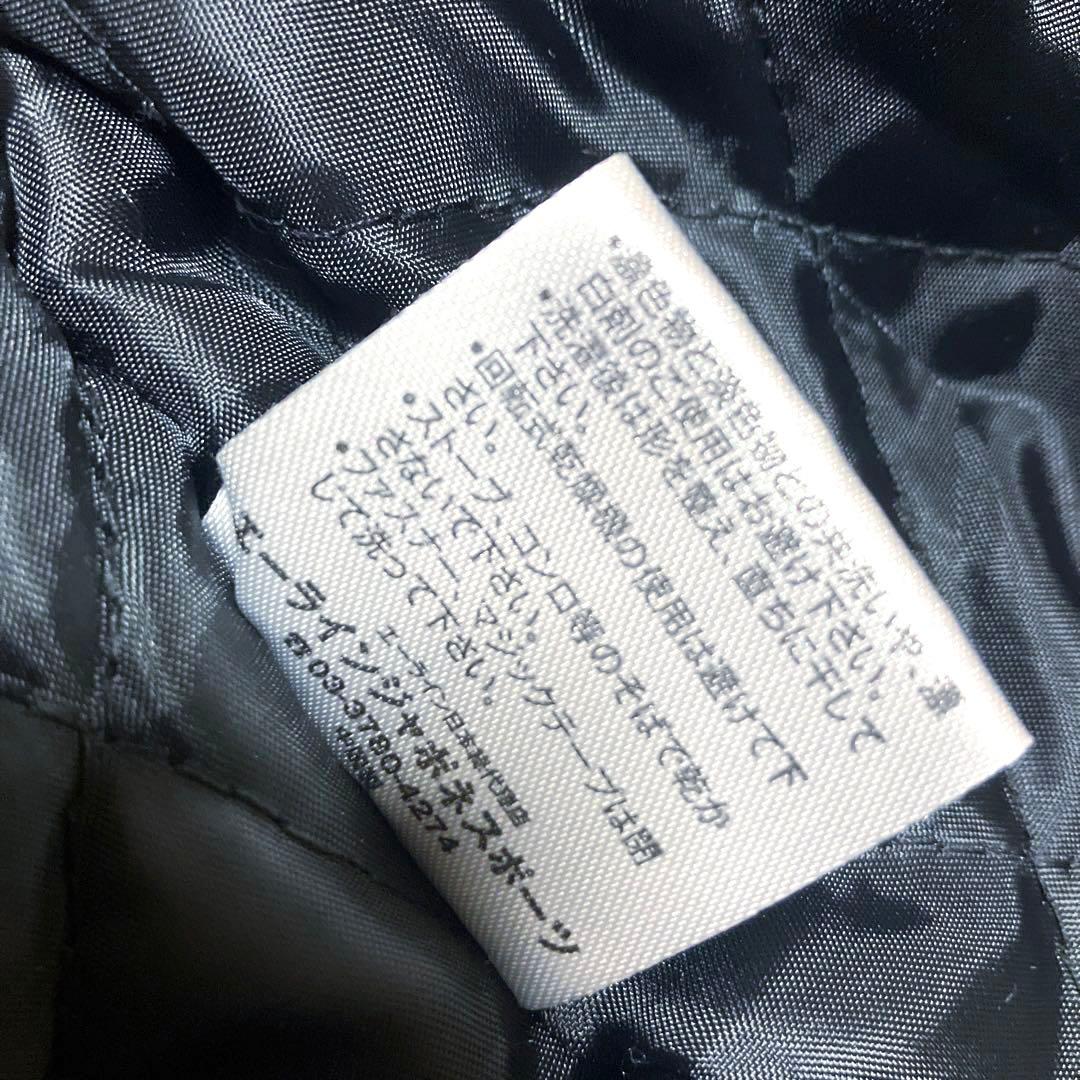 ・濃色物と淡色物との共洗いや、漂
白剤のご使用はお避け下さい。
・洗濯後は形を整え、直ちに干して
下さい。
・回転式乾燥機の使用は避けて下
さい。
・ストーブ、コンロ等のそばで乾か
さないで下さい。
・ファスナー、マジックテープは閉
して洗って下さい。
エーライン日本総代理店
エーラインジャポネスポーツ
☎03-3780-4274